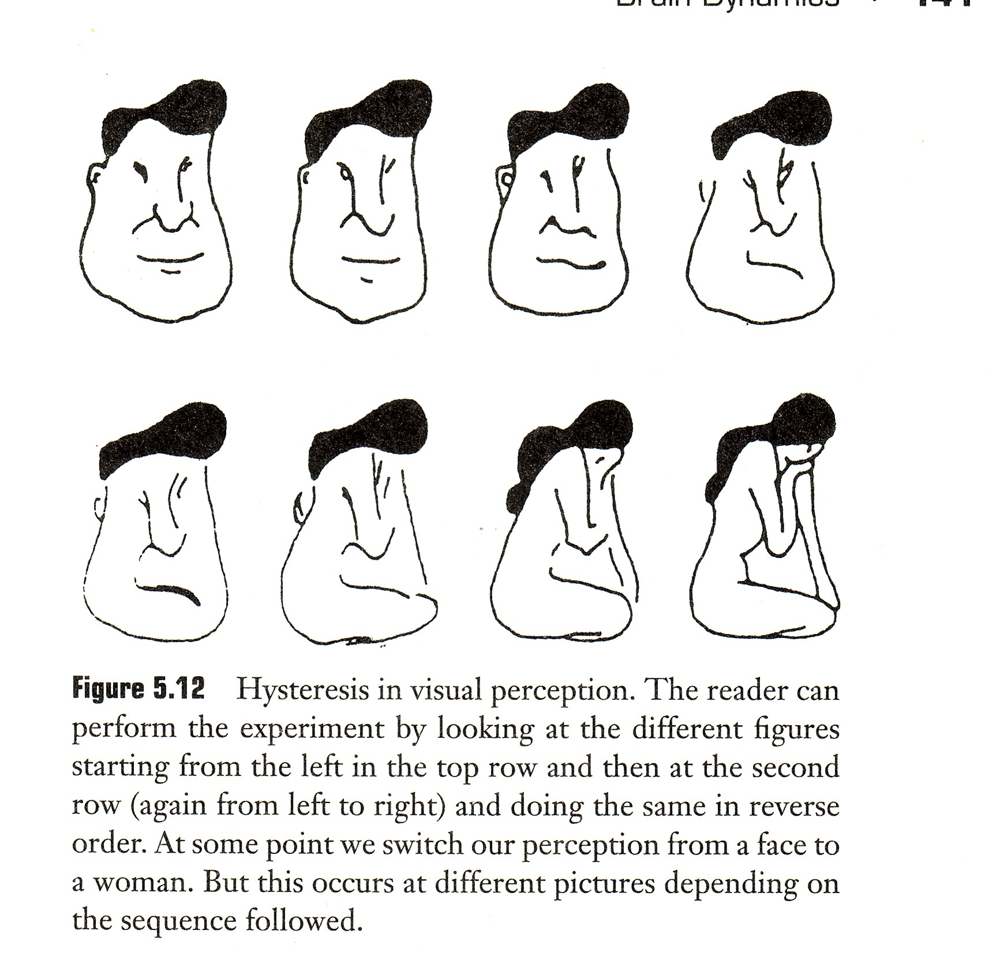 Brain Dynamics • 141
Figure 5.12 Hysteresis in visual perception. The reader can
perform the experiment by looking at the different figures
starting from the left in the top row and then at the second
row (again from left to right) and doing the same in reverse
order. At some point we switch our perception from a face to
a woman. But this occurs at different pictures depending on
the sequence followed.